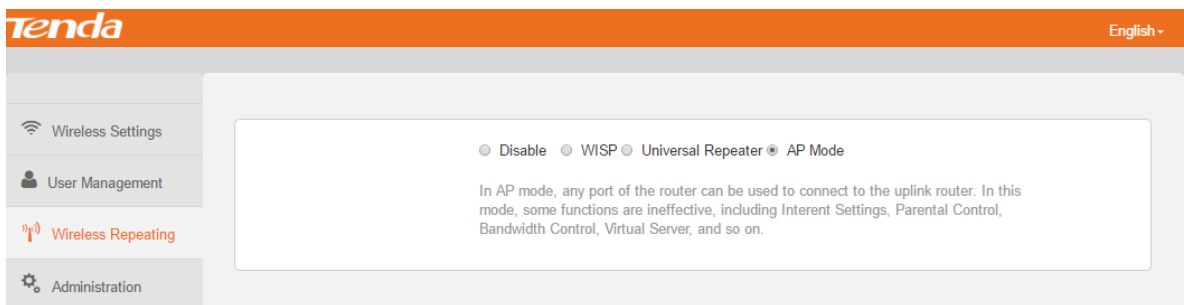 Tenda
English
Wireless Settings
User Management
Wireless Repeating
Administration
Disable WISP Universal Repeater AP Mode
In AP mode, any port of the router can be used to connect to the uplink router. In this
mode, some functions are ineffective, including Interent Settings, Parental Control,
Bandwidth Control, Virtual Server, and so on.